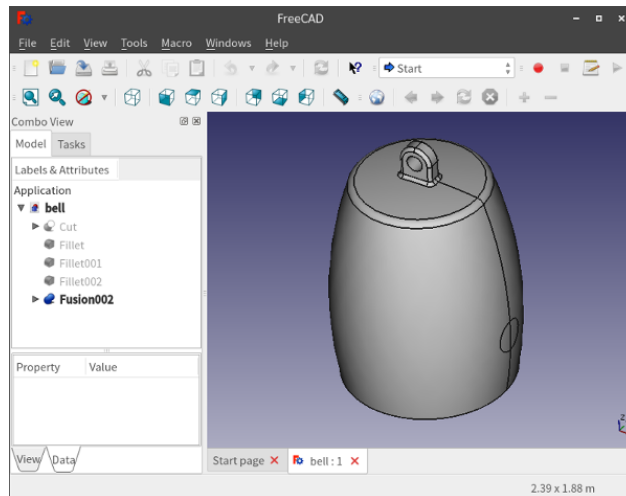 FreeCAD
File Edit View Tools Macro Windows Help
Start
Combo View
Model Tasks
Labels & Attributes
Application
bell
Cut
Fillet
Fillet001
Fillet002
Fusion002
Property Value
View Data
Start page bell : 1
Z
2.39 x 1.88 m